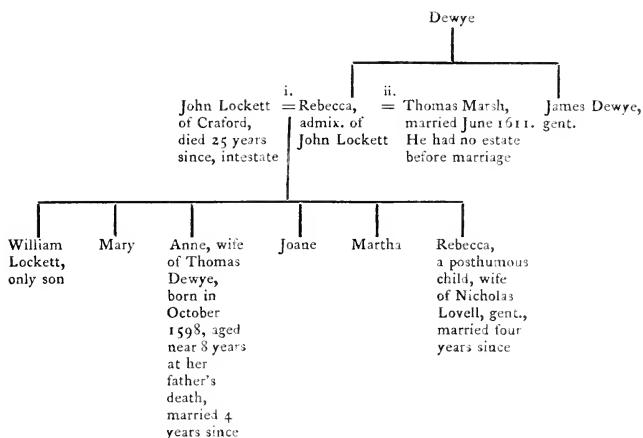 Dewye
i.
ii.
John Lockett
of Craford,
died 25 years
since, intestate
=
Rebecca,
admix. of
John Lockett
=
Thomas Marsh,
married June 1611.
He had no estate
before marriage
James Dewye,
gent.
William
Lockett,
only son
Mary
Anne, wife
of Thomas
Dewye,
born in
October
1598, aged
near 8 years
at her
father's
death,
married 4
years since
Joane
Martha
Rebecca,
a posthumous
child, wife
of Nicholas
Lovell, gent.,
married four
years since